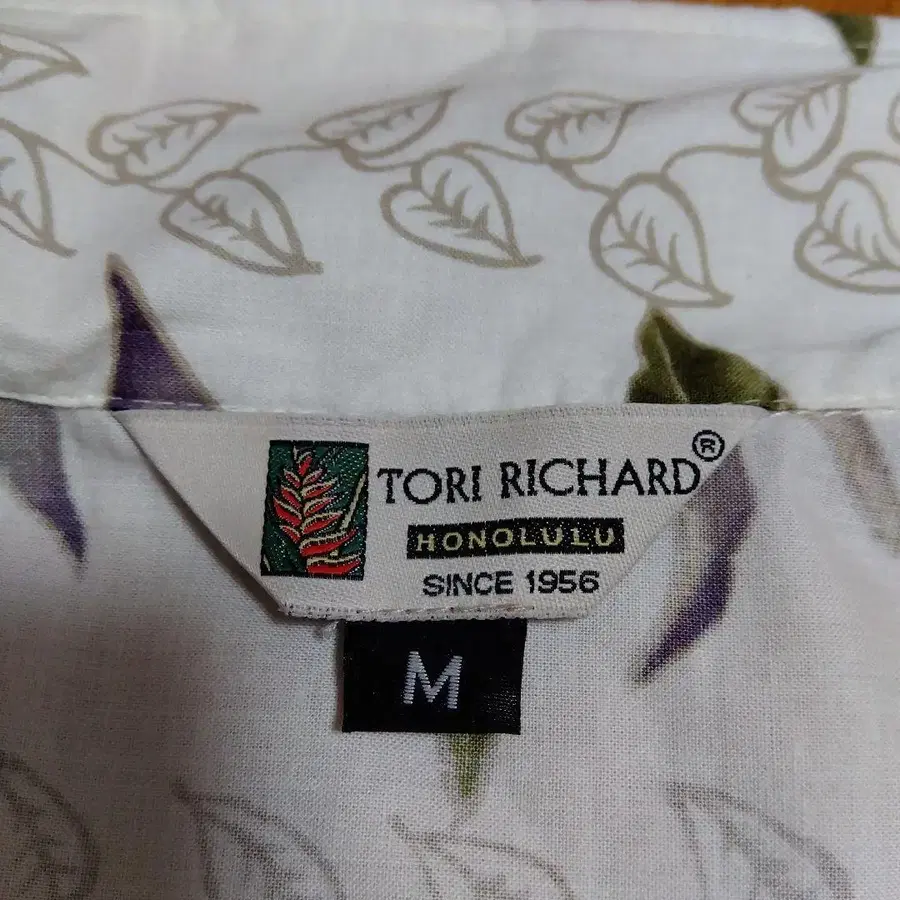 TORI RICHARD®
HONOLULU
SINCE 1956
M